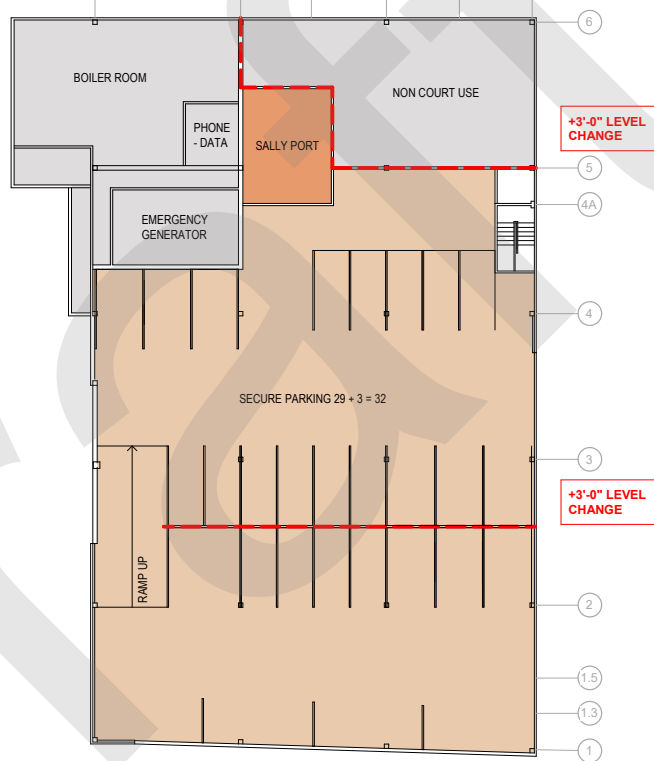 6
BOILER ROOM
NON COURT USE
+3'-0" LEVEL
CHANGE
PHONE
- DATA
SALLY PORT
5
4A
EMERGENCY
GENERATOR
4
SECURE PARKING 29 + 3 = 32
3
+3'-0" LEVEL
CHANGE
RAMP UP
2
1.5
1.3
1